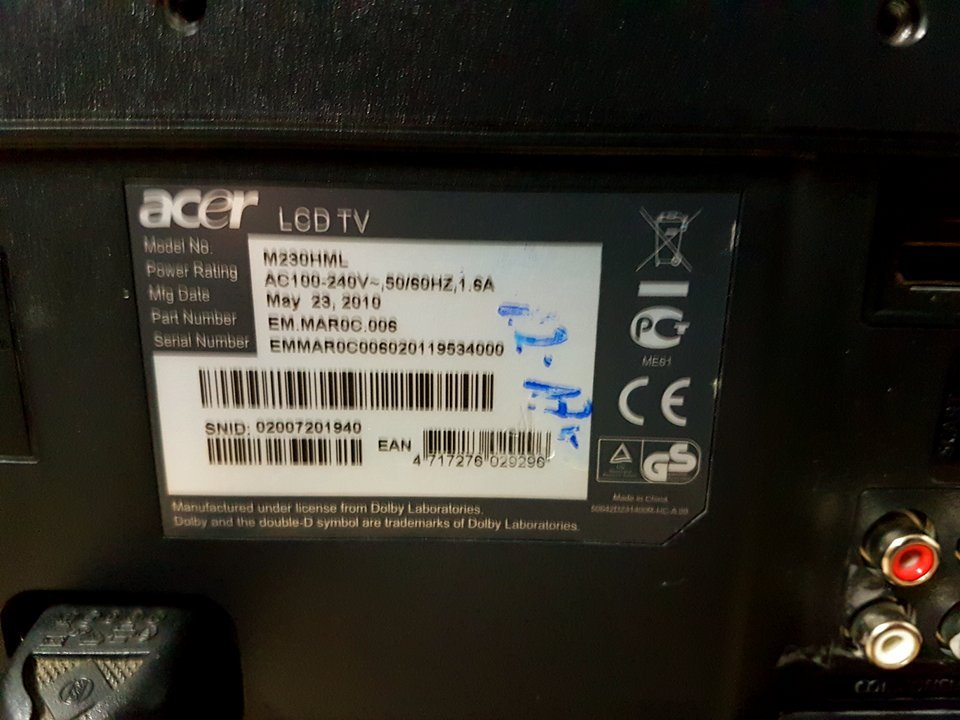 acer LCD TV
Model No. M230HML
Power Rating AC100-240V~,50/60HZ,1.6A
Mfg Date May 23, 2010
Part Number EM.MAR0C.006
Serial Number EMMAR0C006020119534000
SNID: 02007201940
EAN
4 717276 029296
Manufactured under license from Dolby Laboratories.
Dolby and the double-D symbol are trademarks of Dolby Laboratories.
ME61
CE
GS
Made in China